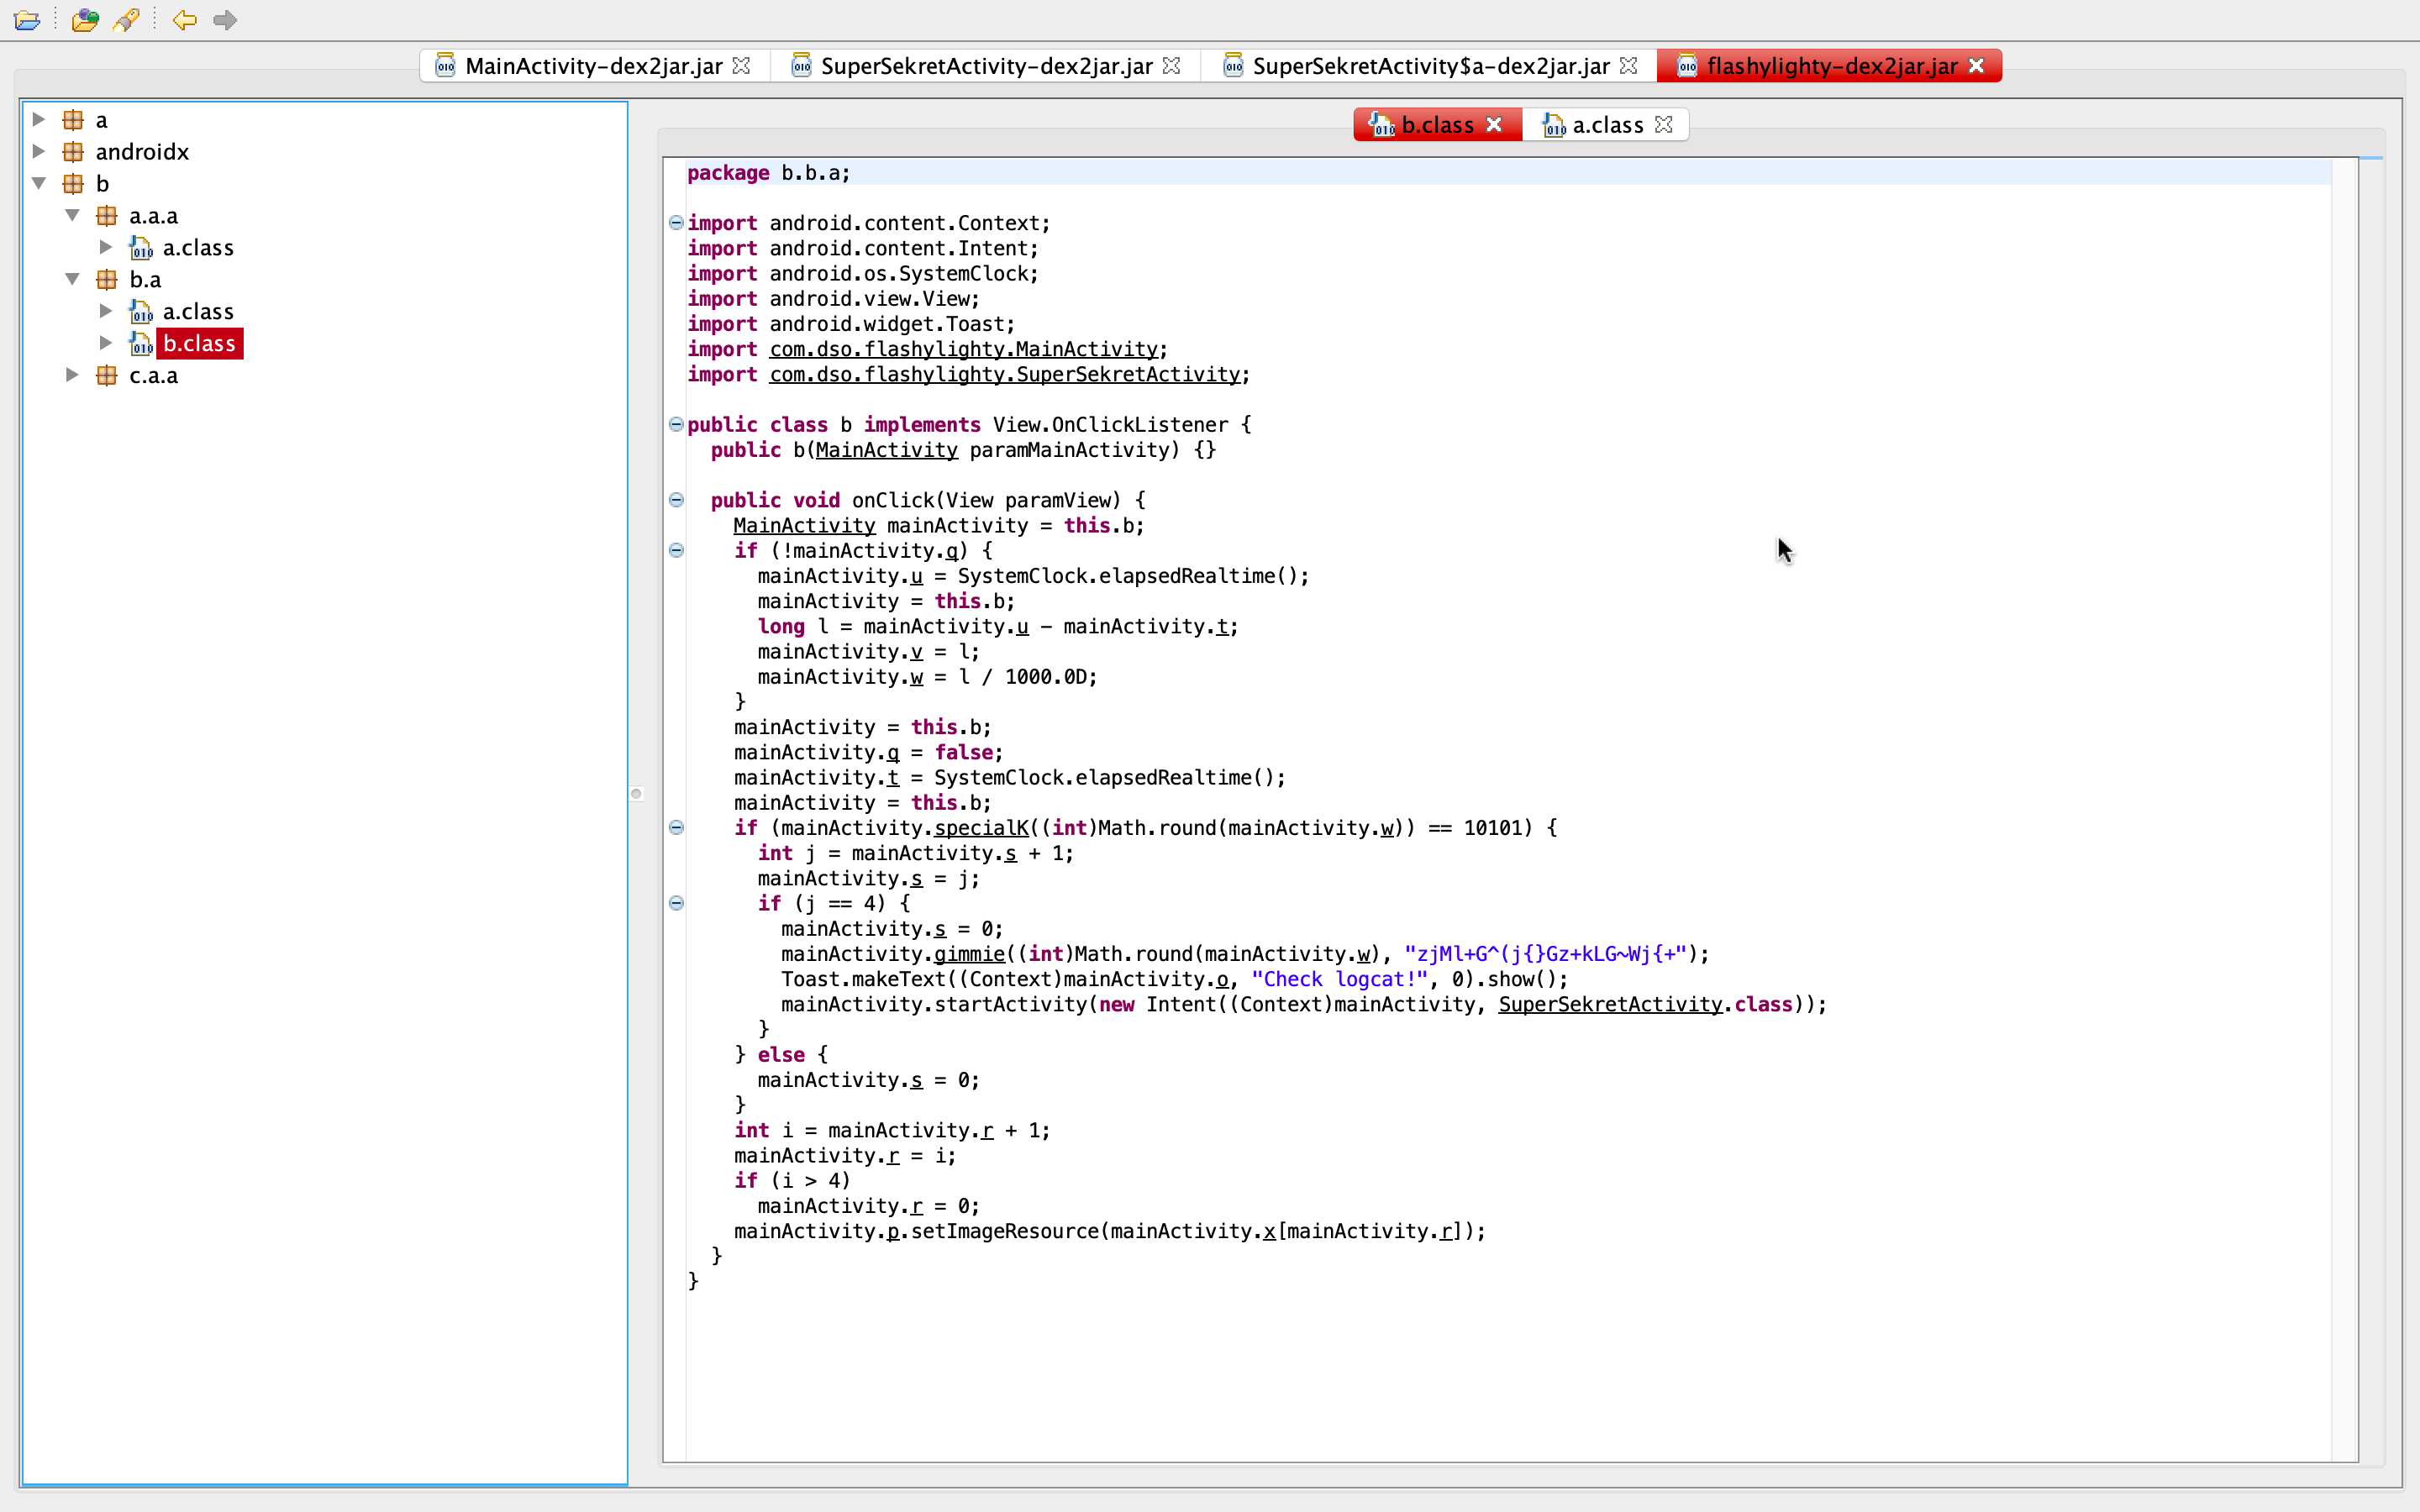 MainActivity-dex2jar.jar
SuperSekretActivity-dex2jar.jar
SuperSekretActivity$a-dex2jar.jar
flashylighty-dex2jar.jar
a
androidx
b
a.a.a
a.class
b.a
a.class
b.class
c.a.a
b.class
a.class
package b.b.a;
import android.content.Context;
import android.content.Intent;
import android.os.SystemClock;
import android.view.View;
import android.widget.Toast;
import com.dso.flashylighty.MainActivity;
import com.dso.flashylighty.SuperSekretActivity;
public class b implements View.OnClickListener {
public b(MainActivity paramMainActivity) {}
public void onClick(View paramView) {
MainActivity mainActivity = this.b;
if (!mainActivity.q) {
mainActivity.u = SystemClock.elapsedRealtime();
mainActivity = this.b;
long l = mainActivity.u - mainActivity.t;
mainActivity.v = l;
mainActivity.w = l / 1000.0D;
}
mainActivity = this.b;
mainActivity.q = false;
mainActivity.t = SystemClock.elapsedRealtime();
mainActivity = this.b;
if (mainActivity.specialK((int)Math.round(mainActivity.w)) == 10101) {
int j = mainActivity.s + 1;
mainActivity.s = j;
if (j == 4) {
mainActivity.s = 0;
mainActivity.gimmie((int)Math.round(mainActivity.w), "zjMl+G^(j{}Gz+kLG~Wj{+");
Toast.makeText((Context)mainActivity.o, "Check logcat!", 0).show();
mainActivity.startActivity(new Intent((Context)mainActivity, SuperSekretActivity.class));
}
} else {
mainActivity.s = 0;
}
int i = mainActivity.r + 1;
mainActivity.r = i;
if (i > 4)
mainActivity.r = 0;
mainActivity.p.setImageResource(mainActivity.x[mainActivity.r]);
}
}